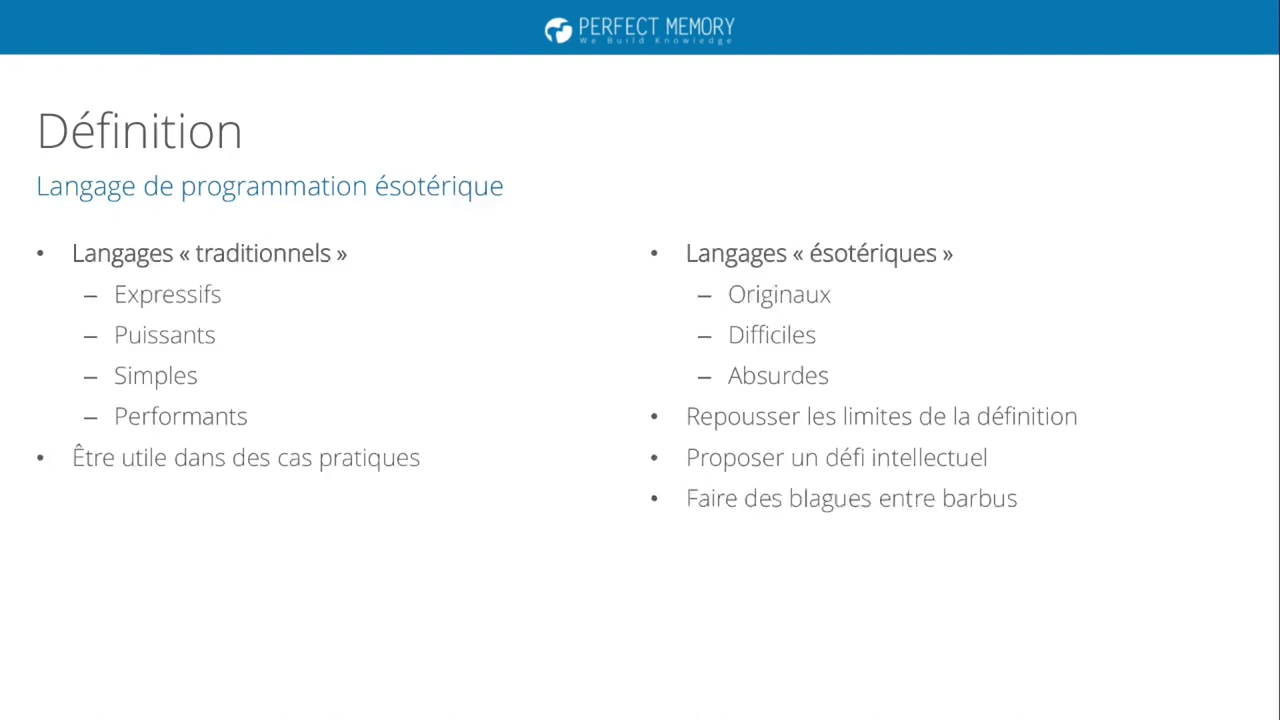 PERFECT MEMORY
We Build Knowledge
Définition
Langage de programmation ésotérique
• Langages « traditionnels »
– Expressifs
– Puissants
– Simples
– Performants
• Être utile dans des cas pratiques
• Langages « ésotériques »
– Originaux
– Difficiles
– Absurdes
• Repousser les limites de la définition
• Proposer un défi intellectuel
• Faire des blagues entre barbus